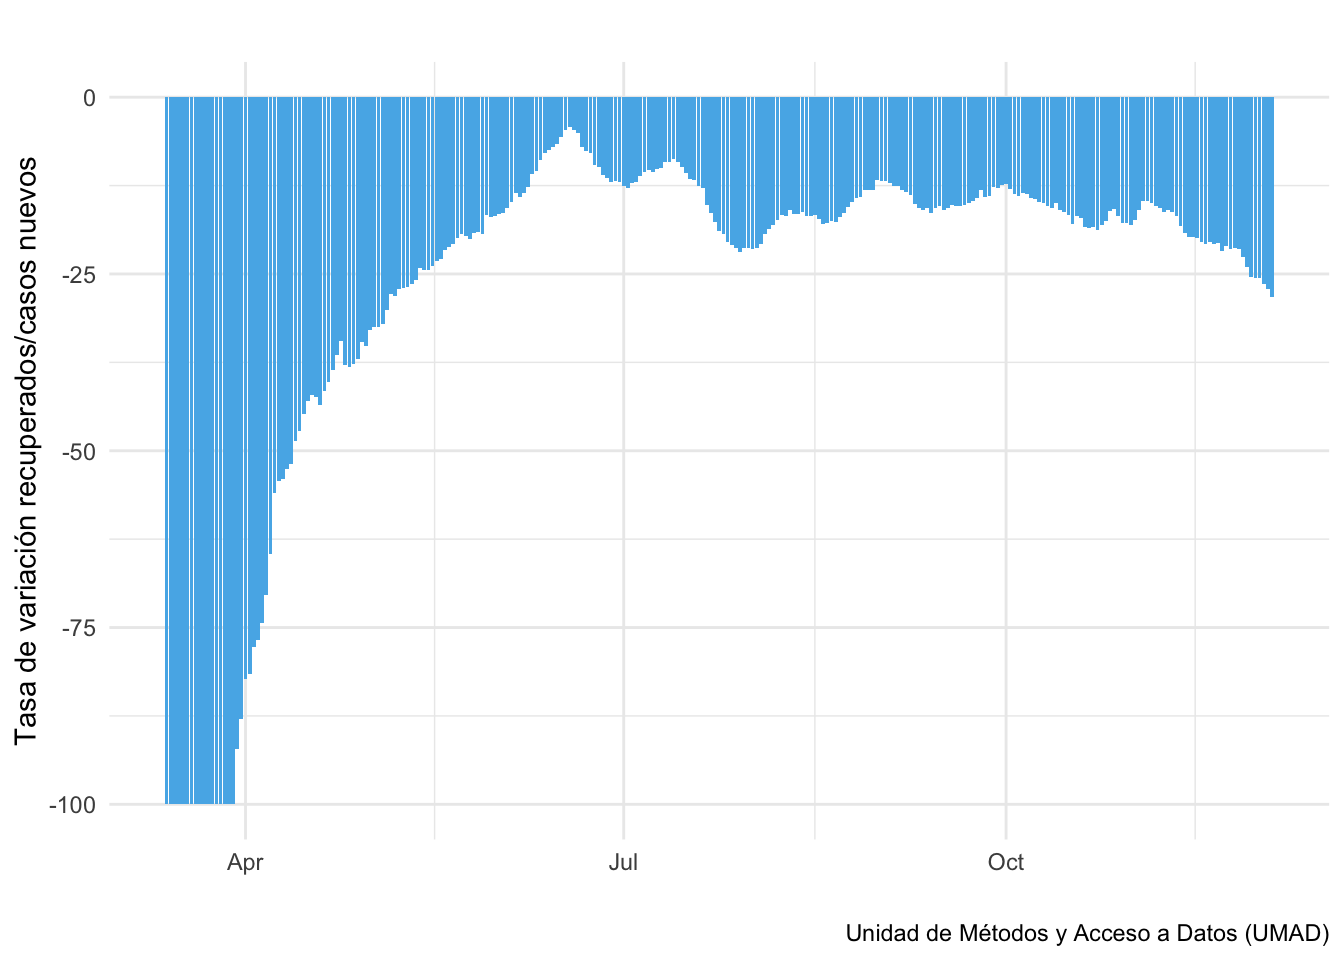 Tasa de variación recuperados/casos nuevos
0
-25
-50
-75
-100
Apr
Jul
Oct
Unidad de Métodos y Acceso a Datos (UMAD)